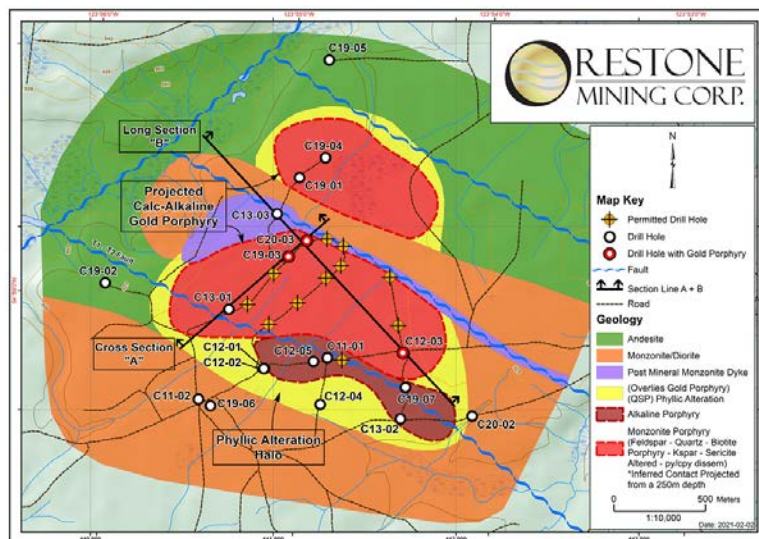 C19-05
ORESTONE
MINING CORP.
Long Section
"B"
C19-04
C19-01
Projected
Calc-Alkaline
Gold Porphyry
C13-03
C20-03
C19-03
C19-02
C13-01
Cross Section
"A"
C12-01
C12-02
C12-05
C11-01
C12-03
C11-02
C19-06
C12-04
C19-07
C13-02
C20-02
Phyllic Alteration
Halo
N
Map Key
Permitted Drill Hole
Drill Hole
Drill Hole with Gold Porphyry
Fault
Section Line A + B
Road
Geology
Andesite
Monzonite/Diorite
Post Mineral Monzonite Dyke
(Overlies Gold Porphyry)
(QSP) Phyllic Alteration
Alkaline Porphyry
Monzonite Porphyry
(Feldspar - Quartz - Biotite
Porphyry - Kspar - Sericite
Altered - py/cpy dissem)
*Inferred Contact Projected
from a 250m depth
0 500 Meters
1:10,000
Date: 2021-02-02